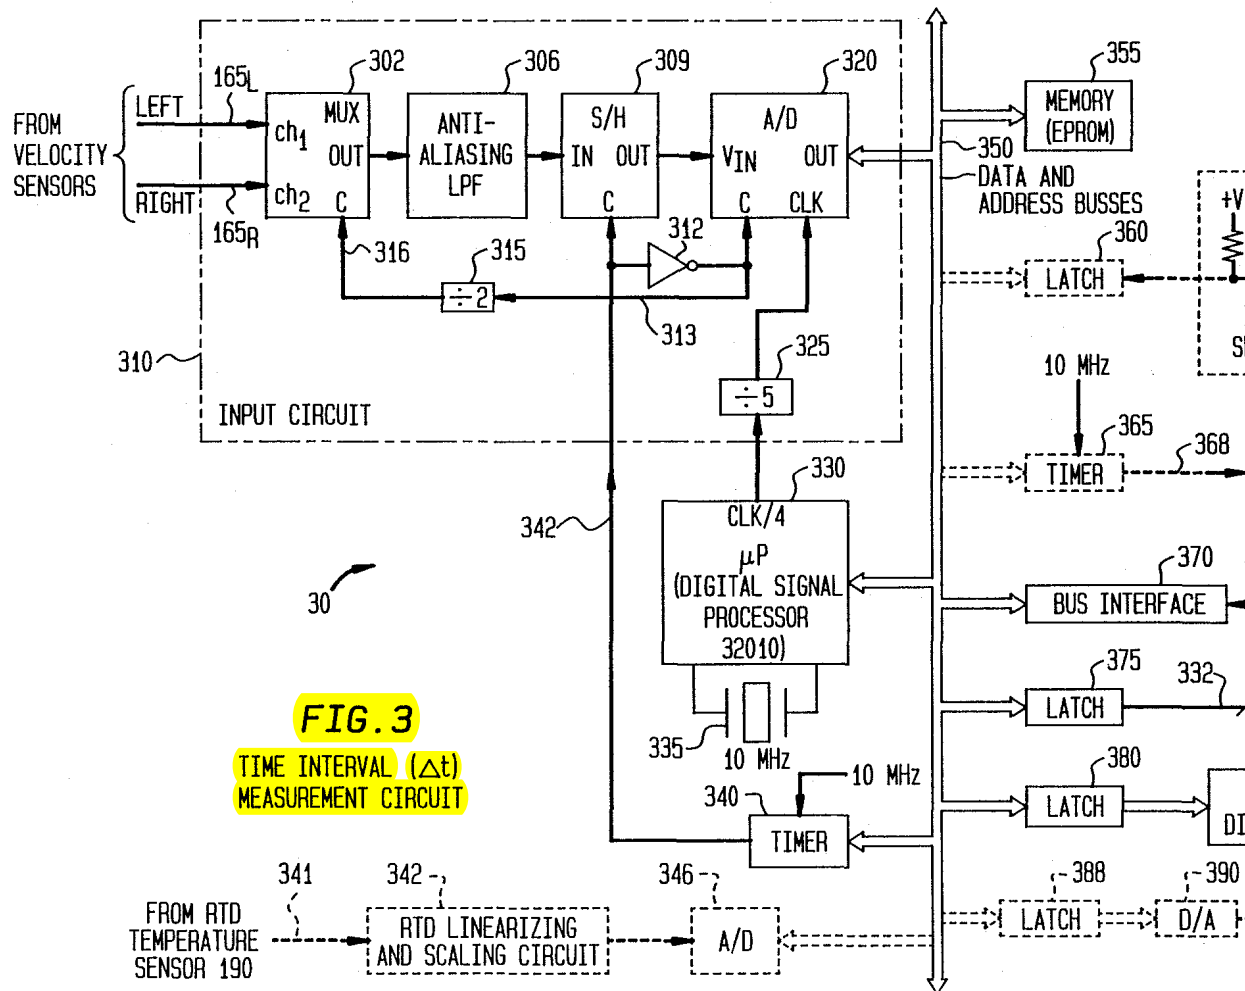 302
306
309
320
355
165L
LEFT
FROM
VELOCITY
SENSORS
RIGHT
165R
ch1
ch2
MUX
OUT
C
ANTI-
ALIASING
LPF
S/H
IN OUT
C
A/D
VIN OUT
C CLK
MEMORY
(EPROM)
350
DATA AND
ADDRESS BUSSES
+V
316
315
312
360
÷2
LATCH
313
310
325
10 MHz
÷5
INPUT CIRCUIT
365
368
TIMER
330
342
CLK/4
µP
(DIGITAL SIGNAL
PROCESSOR
32010)
30
370
BUS INTERFACE
375
332
LATCH
FIG.3
TIME INTERVAL (Δt)
MEASUREMENT CIRCUIT
335
10 MHz
10 MHz
340
TIMER
380
LATCH
DI
341
342
346
388
390
FROM RTD
TEMPERATURE
SENSOR 190
RTD LINEARIZING
AND SCALING CIRCUIT
A/D
LATCH
D/A